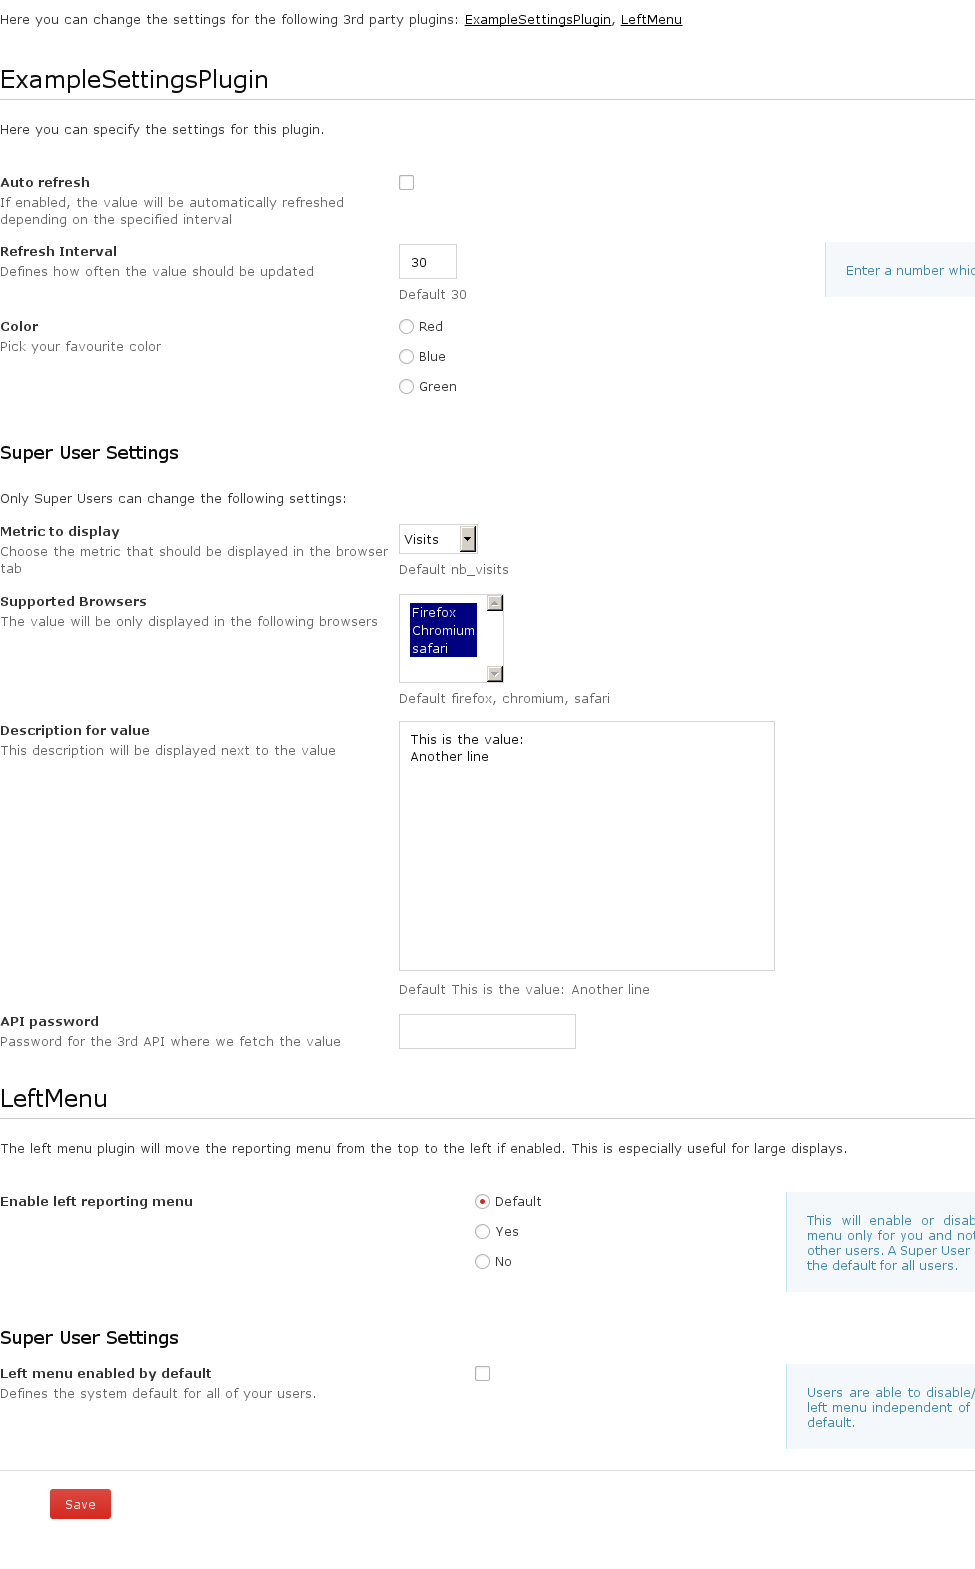 Here you can change the settings for the following 3rd party plugins: ExampleSettingsPlugin, LeftMenu
ExampleSettingsPlugin
Here you can specify the settings for this plugin.
Auto refresh
If enabled, the value will be automatically refreshed
depending on the specified interval
Refresh Interval
Defines how often the value should be updated
30
Default 30
Enter a number
Color
Pick your favourite color
Red
Blue
Green
Super User Settings
Only Super Users can change the following settings:
Metric to display
Choose the metric that should be displayed in the browser
tab
Visits
Default nb_visits
Supported Browsers
The value will be only displayed in the following browsers
Firefox
Chromium
safari
Default firefox, chromium, safari
Description for value
This description will be displayed next to the value
This is the value:
Another line
Default This is the value: Another line
API password
Password for the 3rd API where we fetch the value
LeftMenu
The left menu plugin will move the reporting menu from the top to the left if enabled. This is especially useful for large displays.
Enable left reporting menu
Default
Yes
No
This will enable or
menu only for you and not
other users. A Super User
the default for all users.
Super User Settings
Left menu enabled by default
Defines the system default for all of your users.
Users are able to disable/
left menu independent of
default.
Save